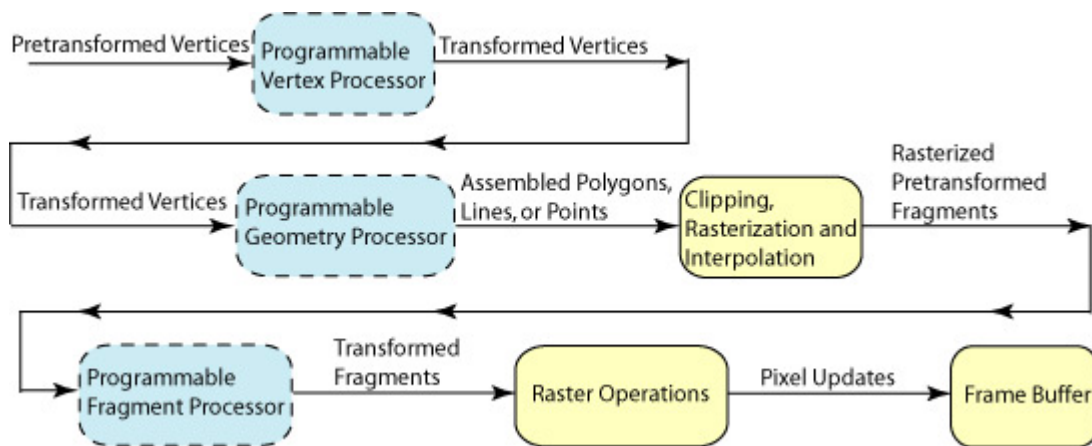 Pretransformed Vertices
Programmable
Vertex Processor
Transformed Vertices
Transformed Vertices
Programmable
Geometry Processor
Assembled Polygons,
Lines, or Points
Clipping,
Rasterization and
Interpolation
Rasterized
Pretransformed
Fragments
Programmable
Fragment Processor
Transformed
Fragments
Raster Operations
Pixel Updates
Frame Buffer